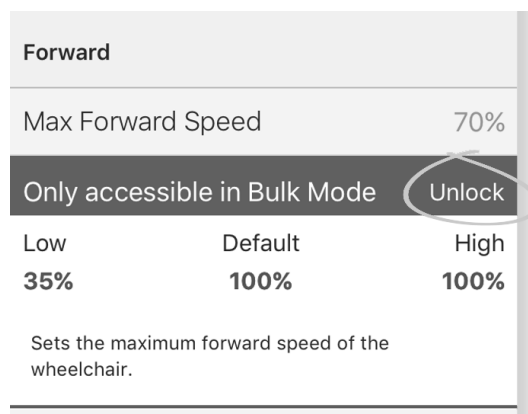 Forward
Max Forward Speed 70%
Only accessible in Bulk Mode Unlock
Low Default High
35% 100% 100%
Sets the maximum forward speed of the
wheelchair.